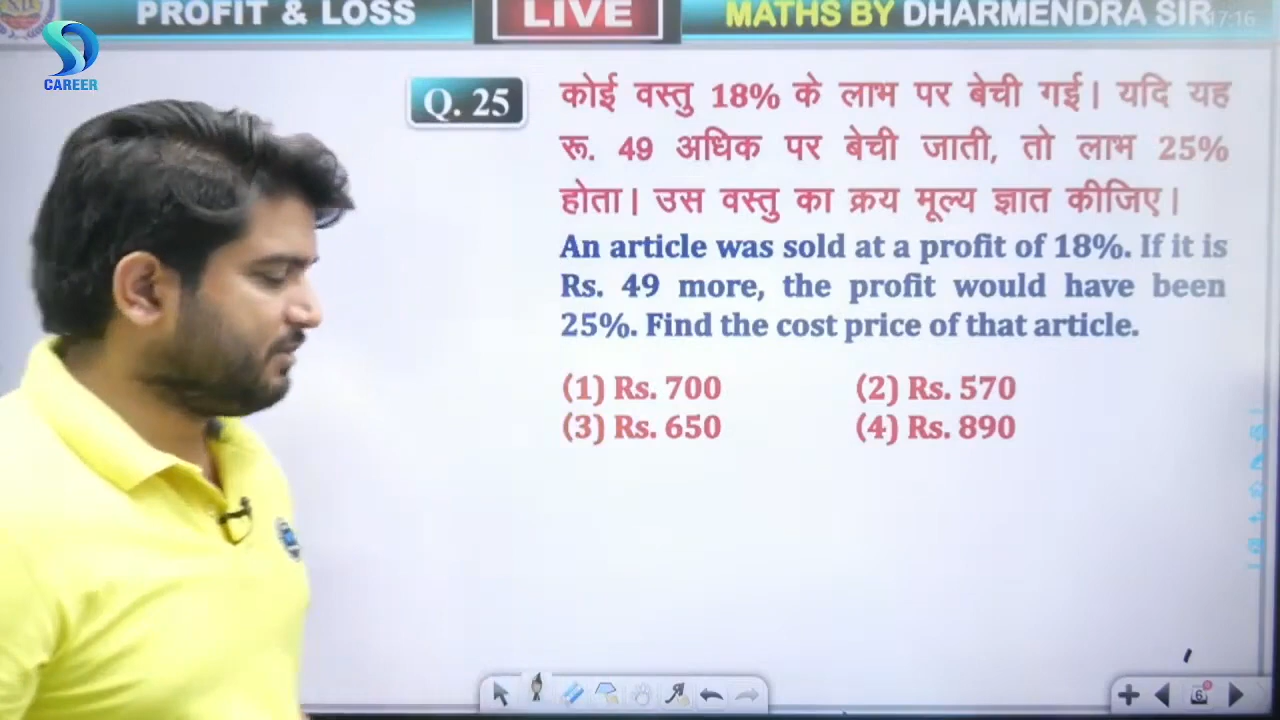 PROFIT & LOSS
LIVE
MATHS BY DHARMENDRA SIR
17:16
CAREER
Q. 25
कोई वस्तु 18% के लाभ पर बेची गई। यदि यह
रू. 49 अधिक पर बेची जाती, तो लाभ 25%
होता। उस वस्तु का क्रय मूल्य ज्ञात कीजिए।
An article was sold at a profit of 18%. If it is
Rs. 49 more, the profit would have been
25%. Find the cost price of that article.
(1) Rs. 700 (2) Rs. 570
(3) Rs. 650 (4) Rs. 890
6